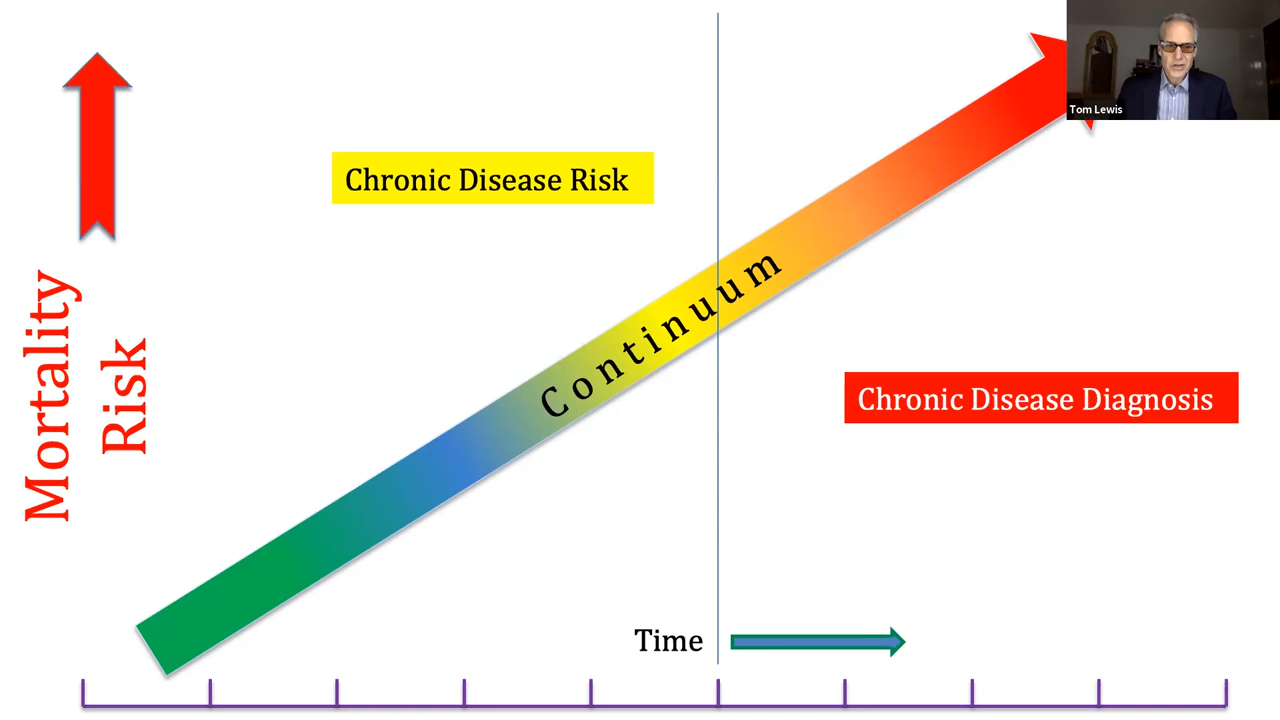 Tom Lewis
Chronic Disease Risk
Continuum
Mortality
Risk
Chronic Disease Diagnosis
Time